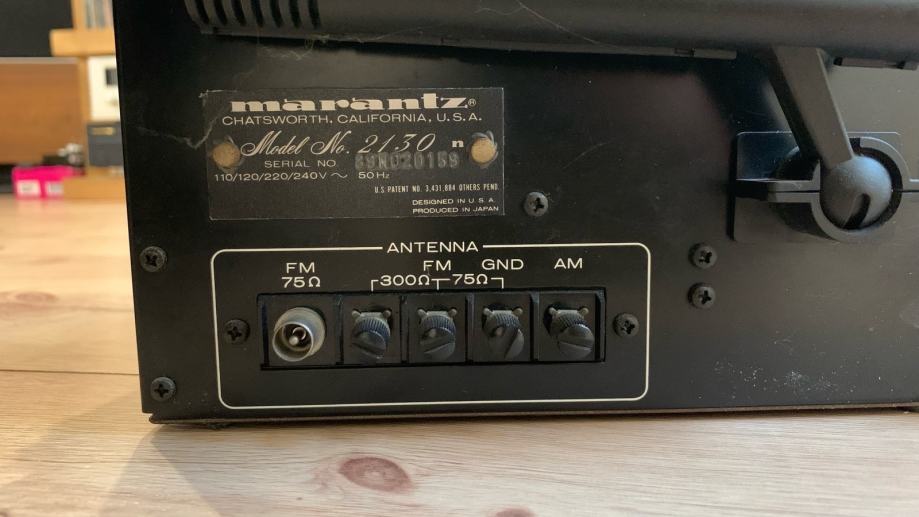 marantz®
CHATSWORTH, CALIFORNIA, U.S.A.
Model No. 2130 n
SERIAL NO.
110/120/220/240V ~ 50Hz
U.S. PATENT NO. 3,431,884 OTHERS PEND.
DESIGNED IN U.S.A.
PRODUCED IN JAPAN
ANTENNA
FM FM GND AM
75Ω 300Ω 75Ω